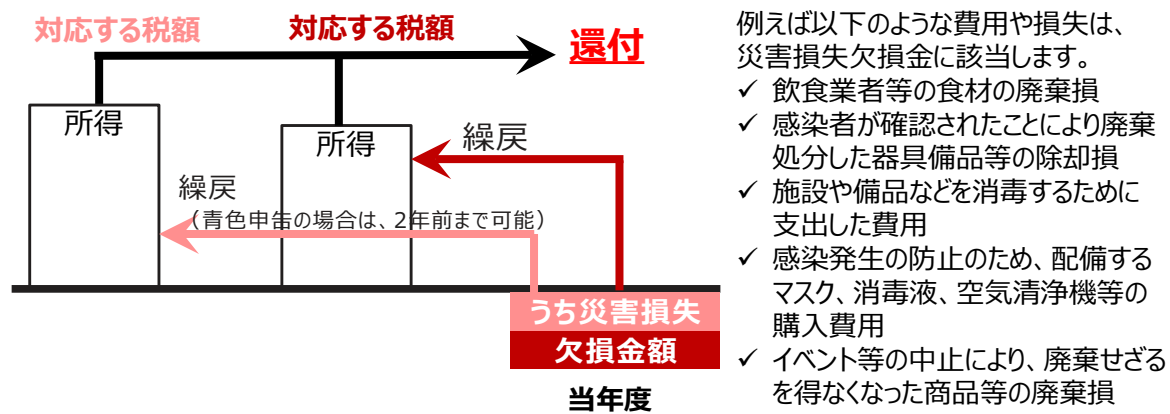 対応する税額
対応する税額
還付
所得
所得
繰戻
繰戻
（青色申告の場合は、2年前まで可能）
うち災害損失
欠損金額
当年度
例えば以下のような費用や損失は、
災害損失欠損金に該当します。
✓ 飲食業者等の食材の廃棄損
✓ 感染者が確認されたことにより廃棄
処分した器具備品等の除却損
✓ 施設や備品などを消毒するために
支出した費用
✓ 感染発生の防止のため、配備する
マスク、消毒液、空気清浄機等の
購入費用
✓ イベント等の中止により、廃棄せざる
を得なくなった商品等の廃棄損